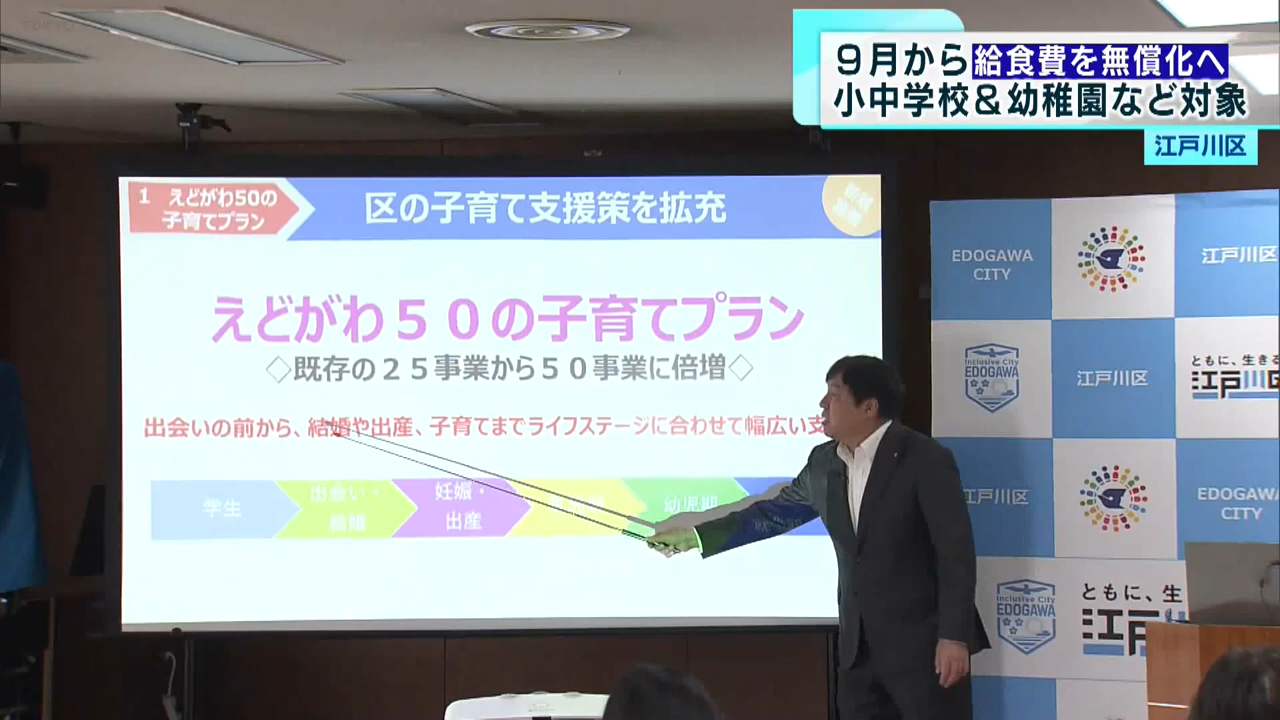 9月から給食費を無償化へ
小中学校&幼稚園など対象
江戸川区
1 えどがわ50の
子育てプラン
区の子育て支援策を拡充
えどがわ50の子育てプラン
◇既存の25事業から50事業に倍増◇
出会いの前から、結婚や出産、子育てまでライフステージに合わせて幅広い支
学生
出会い・
結婚
妊娠・
出産
幼児期
EDOGAWA
CITY
江戸川区
Inclusive City
EDOGAWA
江戸川区
ともに、生きる
江戸川区
江戸川区
EDOGAWA
CITY
Inclusive City
EDOGAWA
ともに、生
江戸